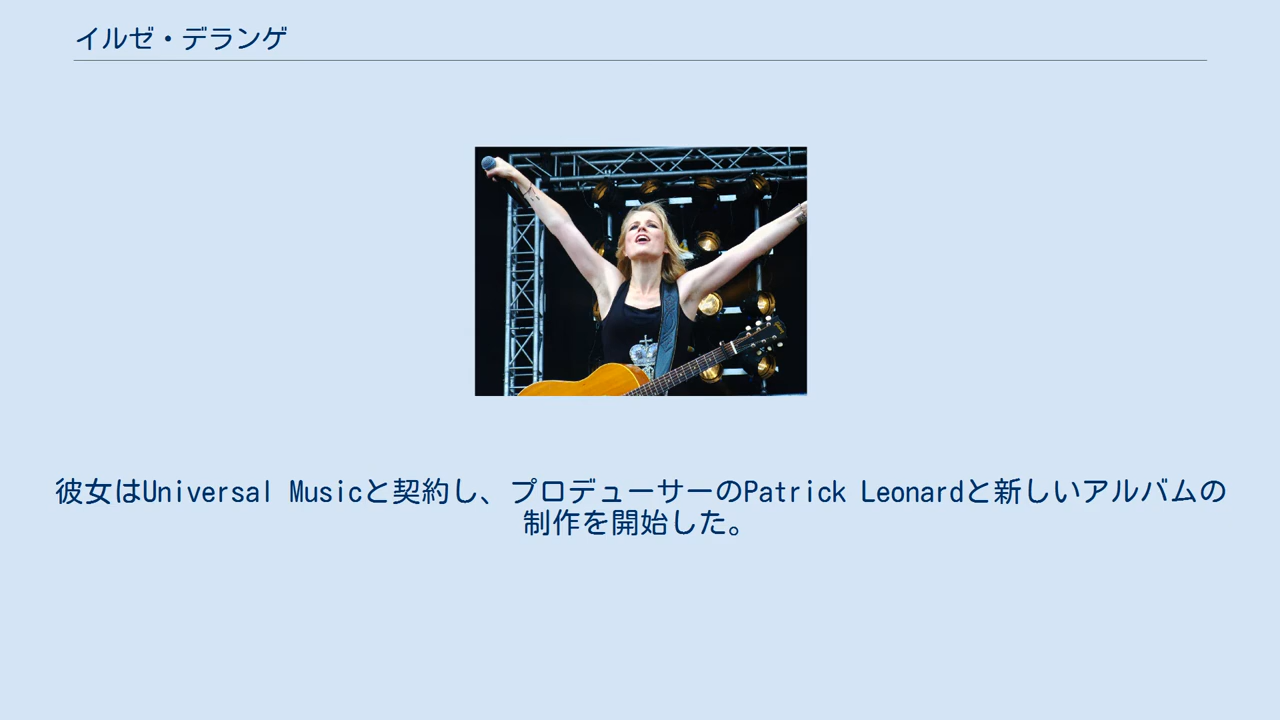 イルゼ・デランゲ
彼女はUniversal Musicと契約し、プロデューサーのPatrick Leonardと新しいアルバムの
制作を開始した。